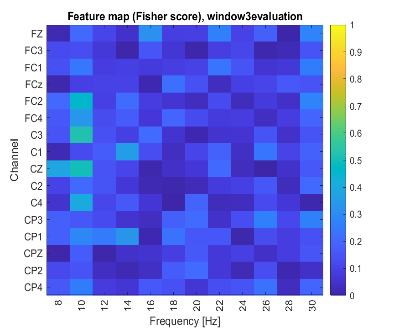 Feature map (Fisher score), window3evaluation
FZ
FC3
FC1
FCz
FC2
FC4
C3
C1
CZ
C2
C4
CP3
CP1
CPZ
CP2
CP4
Channel
8 10 12 14 16 18 20 22 24 26 28 30
Frequency [Hz]
1
0.9
0.8
0.7
0.6
0.5
0.4
0.3
0.2
0.1
0